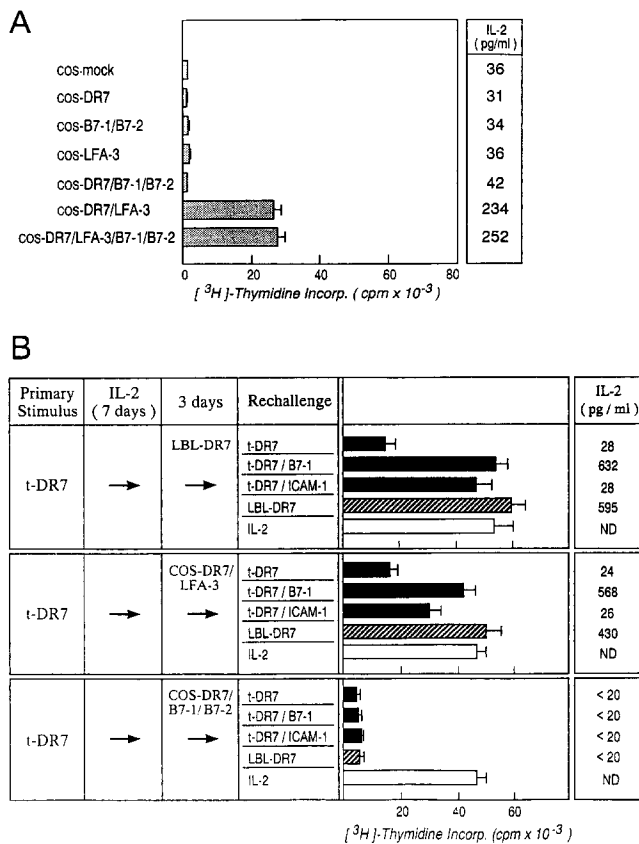 A
IL-2
( pg/ml )
cos-mock 36
cos-DR7 31
cos-B7-1/B7-2 34
cos-LFA-3 36
cos-DR7/B7-1/B7-2 42
cos-DR7/LFA-3 234
cos-DR7/LFA-3/B7-1/B7-2 252
0 20 40 60 80
[ ³H ]-Thymidine Incorp. ( cpm x 10⁻³ )
B
Primary Stimulus IL-2 ( 7 days ) 3 days Rechallenge IL-2 (pg / ml)
t-DR7 → LBL-DR7 →
t-DR7 28
t-DR7 / B7-1 632
t-DR7 / ICAM-1 28
LBL-DR7 595
IL-2 ND
t-DR7 → COS-DR7/ LFA-3 →
t-DR7 24
t-DR7 / B7-1 568
t-DR7 / ICAM-1 26
LBL-DR7 430
IL-2 ND
t-DR7 → COS-DR7/ B7-1/B7-2 →
t-DR7 < 20
t-DR7 / B7-1 < 20
t-DR7 / ICAM-1 < 20
LBL-DR7 < 20
IL-2 ND
20 40 60
[ ³H ]-Thymidine Incorp. (cpm x 10⁻³)